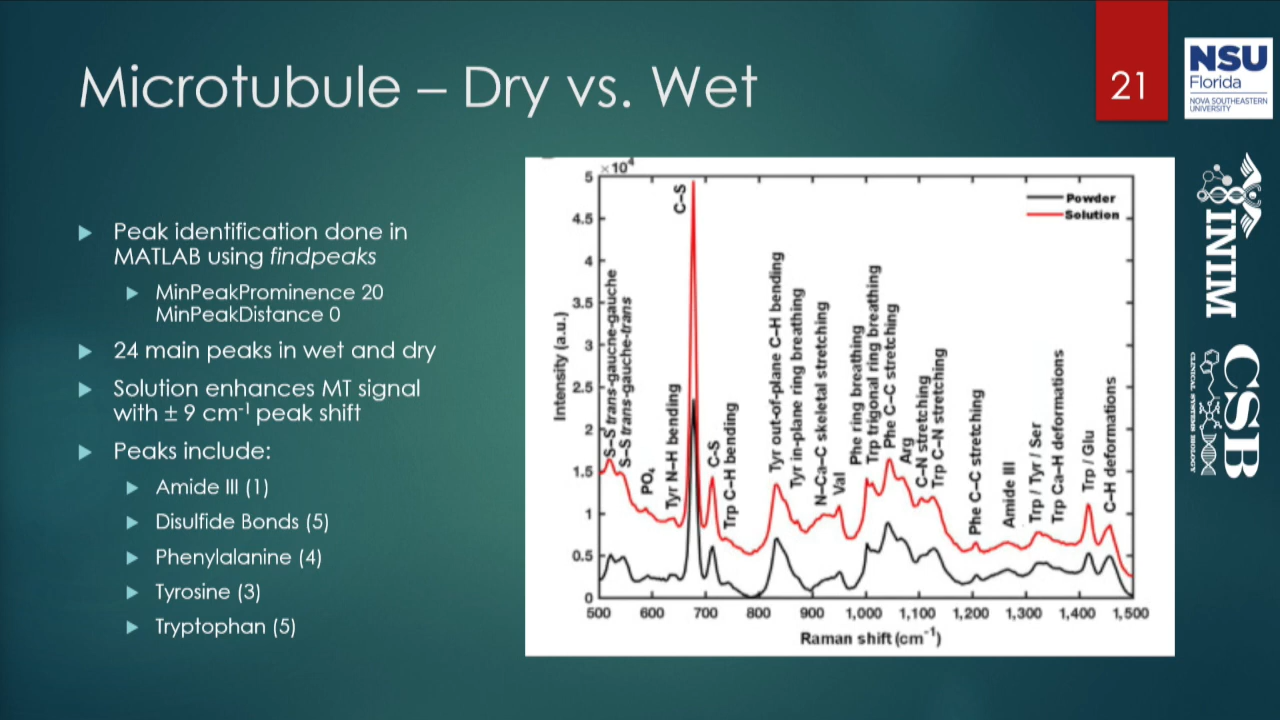 Microtubule – Dry vs. Wet
21
NSU
Florida
NOVA SOUTHEASTERN
UNIVERSITY
INIM
CSB
CLINICAL SYSTEMS BIOLOGY
Peak identification done in
MATLAB using findpeaks
MinPeakProminence 20
MinPeakDistance 0
24 main peaks in wet and dry
Solution enhances MT signal
with ± 9 cm-1 peak shift
Peaks include:
Amide III (1)
Disulfide Bonds (5)
Phenylalanine (4)
Tyrosine (3)
Tryptophan (5)
×10⁴
5
4.5
4
3.5
3
2.5
2
1.5
1
0.5
0
Intensity (a.u.)
Powder
Solution
S–S trans-gaucne-gauche
S–S trans-gauche-trans
PO₄
Tyr N–H bending
C–S
C-S
Trp C–H bending
Tyr out-of-plane C–H bending
Tyr in-plane ring breathing
N–Ca–C skeletal stretching
Val
Phe ring breathing
Trp trigonal ring breathing
Phe C–C stretching
Arg
C–N stretching
Trp C–N stretching
Phe C–C stretching
Amide III
Trp / Tyr / Ser
Trp Ca–H deformations
Trp / Glu
C–H deformations
500 600 700 800 900 1,000 1,100 1,200 1,300 1,400 1,500
Raman shift (cm⁻¹)